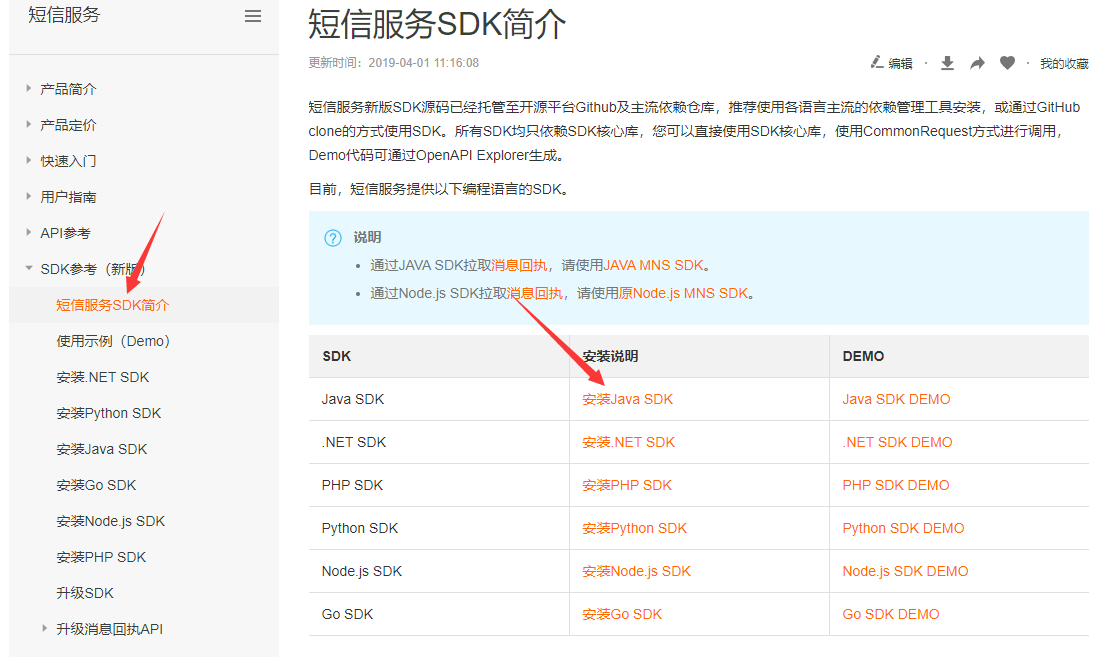 短信服务
产品简介
产品定价
快速入门
用户指南
API参考
SDK参考（新版）
短信服务SDK简介
使用示例（Demo）
安装.NET SDK
安装Python SDK
安装Java SDK
安装Go SDK
安装Node.js SDK
安装PHP SDK
升级SDK
升级消息回执API
短信服务SDK简介
更新时间：2019-04-01 11:16:08
编辑 · · 我的收藏
短信服务新版SDK源码已经托管至开源平台Github及主流依赖仓库，推荐使用各语言主流的依赖管理工具安装，或通过GitHub
clone的方式使用SDK。所有SDK均只依赖SDK核心库，您可以直接使用SDK核心库，使用CommonRequest方式进行调用，
Demo代码可通过OpenAPI Explorer生成。
目前，短信服务提供以下编程语言的SDK。
说明
• 通过JAVA SDK拉取消息回执，请使用JAVA MNS SDK。
• 通过Node.js SDK拉取消息回执，请使用原Node.js MNS SDK。
SDK 安装说明 DEMO
Java SDK 安装Java SDK Java SDK DEMO
.NET SDK 安装.NET SDK .NET SDK DEMO
PHP SDK 安装PHP SDK PHP SDK DEMO
Python SDK 安装Python SDK Python SDK DEMO
Node.js SDK 安装Node.js SDK Node.js SDK DEMO
Go SDK 安装Go SDK Go SDK DEMO